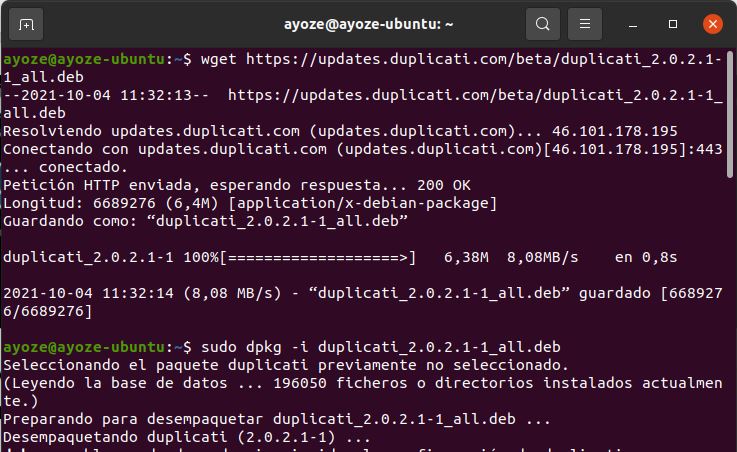 ayoze@ayoze-ubuntu: ~
ayoze@ayoze-ubuntu:~$ wget https://updates.duplicati.com/beta/duplicati_2.0.2.1-
1_all.deb
--2021-10-04 11:32:13--  https://updates.duplicati.com/beta/duplicati_2.0.2.1-1_
all.deb
Resolviendo updates.duplicati.com (updates.duplicati.com)... 46.101.178.195
Conectando con updates.duplicati.com (updates.duplicati.com)[46.101.178.195]:443
... conectado.
Petición HTTP enviada, esperando respuesta... 200 OK
Longitud: 6689276 (6,4M) [application/x-debian-package]
Guardando como: “duplicati_2.0.2.1-1_all.deb”
duplicati_2.0.2.1-1 100%[===================>]   6,38M  8,08MB/s    en 0,8s
2021-10-04 11:32:14 (8,08 MB/s) - “duplicati_2.0.2.1-1_all.deb” guardado [668927
6/6689276]
ayoze@ayoze-ubuntu:~$ sudo dpkg -i duplicati_2.0.2.1-1_all.deb
Seleccionando el paquete duplicati previamente no seleccionado.
(Leyendo la base de datos ... 196050 ficheros o directorios instalados actualmen
te.)
Preparando para desempaquetar duplicati_2.0.2.1-1_all.deb ...
Desempaquetando duplicati (2.0.2.1-1) ...